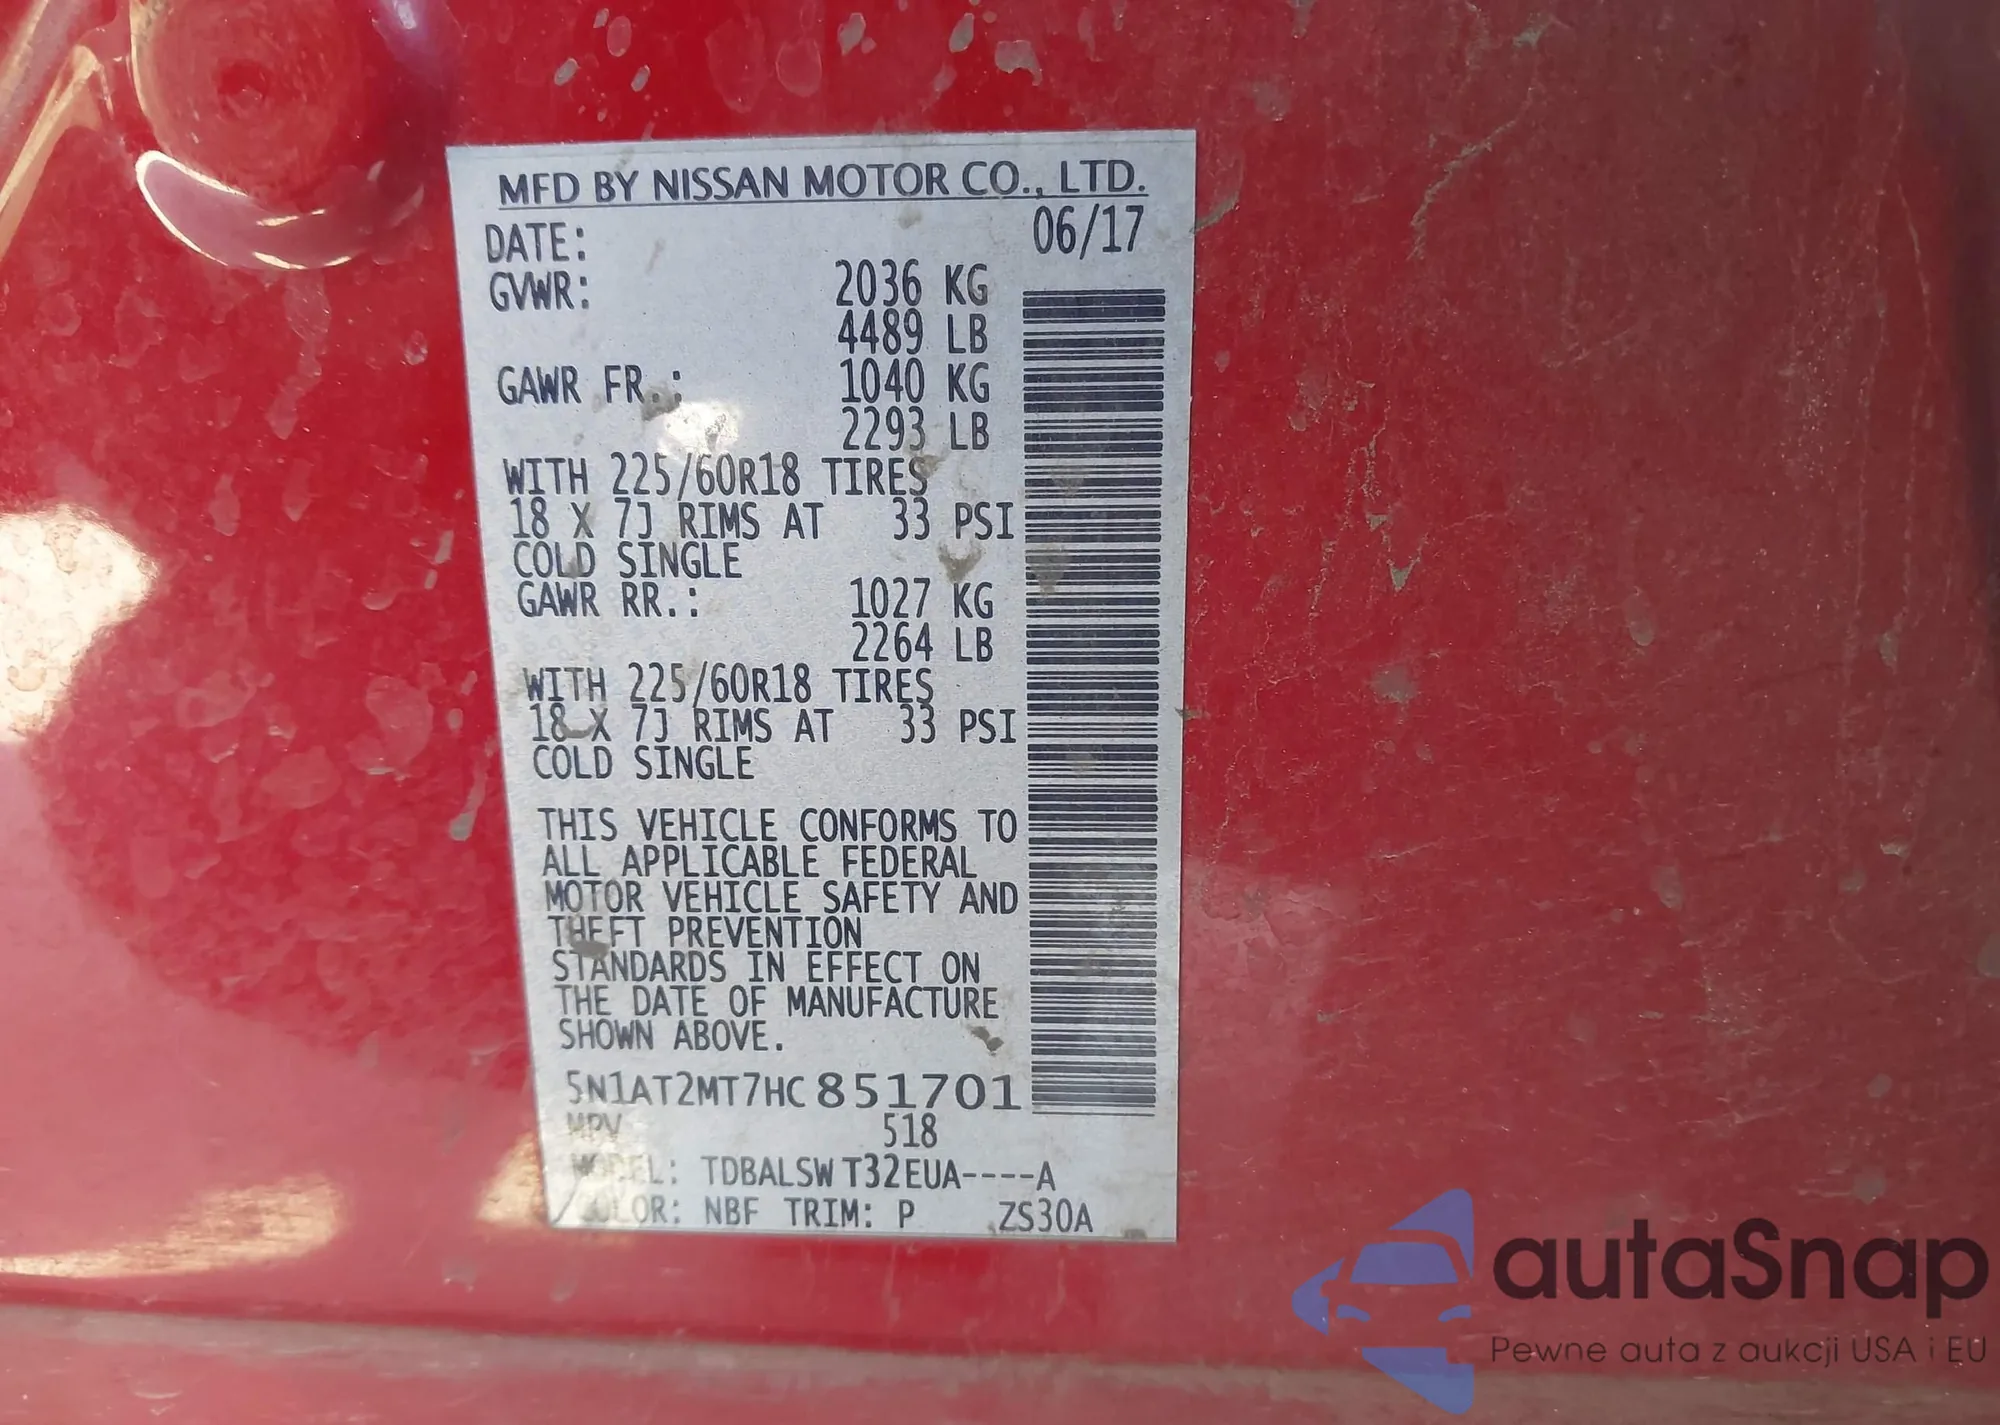 MFD BY NISSAN MOTOR CO., LTD.
DATE: 06/17
GVWR: 2036 KG
4489 LB
GAWR FR.: 1040 KG
2293 LB
WITH 225/60R18 TIRES
18 X 7J RIMS AT 33 PSI
COLD SINGLE
GAWR RR.: 1027 KG
2264 LB
WITH 225/60R18 TIRES
18 X 7J RIMS AT 33 PSI
COLD SINGLE
THIS VEHICLE CONFORMS TO
ALL APPLICABLE FEDERAL
MOTOR VEHICLE SAFETY AND
THEFT PREVENTION
STANDARDS IN EFFECT ON
THE DATE OF MANUFACTURE
SHOWN ABOVE.
5N1AT2MT7HC851701
MPV 518
MODEL: TDBALSWT32EUA----A
COLOR: NBF TRIM: P ZS30A
autaSnap
Pewne auta z aukcji USA i EU